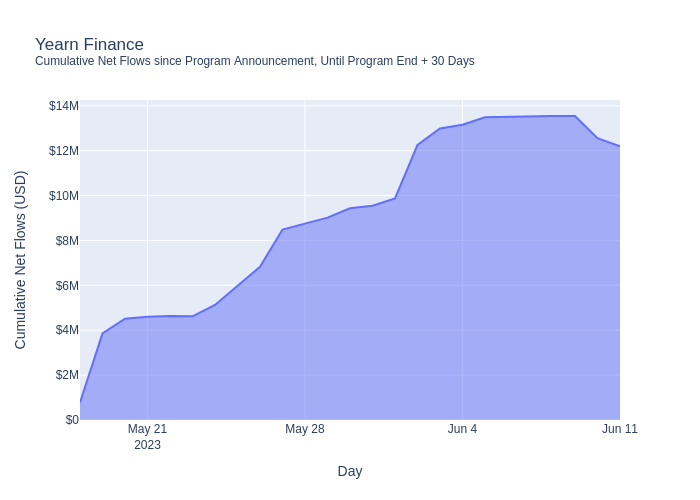 Yearn Finance
Cumulative Net Flows since Program Announcement, Until Program End + 30 Days
Cumulative Net Flows (USD)
$14M
$12M
$10M
$8M
$6M
$4M
$2M
$0
May 21 May 28 Jun 4 Jun 11
2023
Day